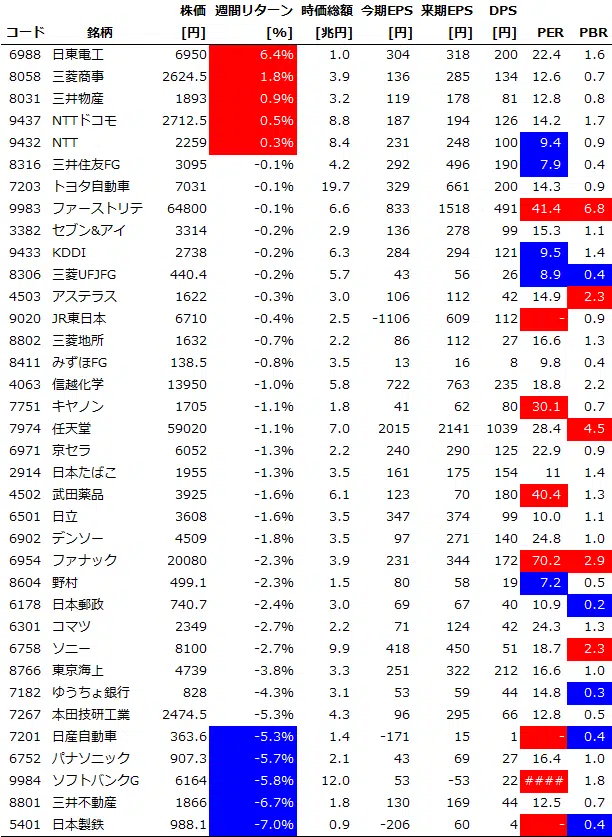 株価 週間リターン 時価総額 今期EPS 来期EPS DPS
コード 銘柄 [円] [%] [兆円] [円] [円] [円] PER PBR
6988 日東電工 6950 6.4% 1.0 304 318 200 22.4 1.6
8058 三菱商事 2624.5 1.8% 3.9 136 285 134 12.6 0.7
8031 三井物産 1893 0.9% 3.2 119 178 81 12.8 0.8
9437 NTTドコモ 2712.5 0.5% 8.8 187 194 126 14.2 1.7
9432 NTT 2259 0.3% 8.4 231 248 100 9.4 0.9
8316 三井住友FG 3095 -0.1% 4.2 292 496 190 7.9 0.4
7203 トヨタ自動車 7031 -0.1% 19.7 329 661 200 14.3 0.9
9983 ファーストリテ 64800 -0.1% 6.6 833 1518 491 41.4 6.8
3382 セブン&アイ 3314 -0.2% 2.9 136 278 99 15.3 1.1
9433 KDDI 2738 -0.2% 6.3 284 294 121 9.5 1.4
8306 三菱UFJFG 440.4 -0.2% 5.7 43 56 26 8.9 0.4
4503 アステラス 1622 -0.3% 3.0 106 112 42 14.9 2.3
9020 JR東日本 6710 -0.4% 2.5 -1106 609 112 - 0.9
8802 三菱地所 1632 -0.7% 2.2 86 112 27 16.6 1.3
8411 みずほFG 138.5 -0.8% 3.5 13 16 8 9.8 0.4
4063 信越化学 13950 -1.0% 5.8 722 763 235 18.8 2.2
7751 キヤノン 1705 -1.1% 1.8 41 62 80 30.1 0.7
7974 任天堂 59020 -1.1% 7.0 2015 2141 1039 28.4 4.5
6971 京セラ 6052 -1.3% 2.2 240 290 125 22.9 0.9
2914 日本たばこ 1955 -1.3% 3.5 161 175 154 11 1.4
4502 武田薬品 3925 -1.6% 6.1 123 70 180 40.4 1.3
6501 日立 3608 -1.6% 3.5 347 374 99 10.0 1.1
6902 デンソー 4509 -1.8% 3.5 97 271 140 24.8 1.0
6954 ファナック 20080 -2.3% 3.9 231 344 172 70.2 2.9
8604 野村 499.1 -2.3% 1.5 80 58 19 7.2 0.5
6178 日本郵政 740.7 -2.4% 3.0 69 67 40 10.9 0.2
6301 コマツ 2349 -2.7% 2.2 71 124 42 24.3 1.3
6758 ソニー 8100 -2.7% 9.9 418 450 51 18.7 2.3
8766 東京海上 4739 -3.8% 3.3 251 322 212 16.6 1.0
7182 ゆうちょ銀行 828 -4.3% 3.1 53 59 44 14.8 0.3
7267 本田技研工業 2474.5 -5.3% 4.3 96 295 66 12.8 0.5
7201 日産自動車 363.6 -5.3% 1.4 -171 15 1 - 0.4
6752 パナソニック 907.3 -5.7% 2.1 43 69 27 16.4 1.0
9984 ソフトバンクG 6164 -5.8% 12.0 53 -53 22 #### 1.8
8801 三井不動産 1866 -6.7% 1.8 130 169 44 12.5 0.7
5401 日本製鉄 988.1 -7.0% 0.9 -206 60 4 - 0.4